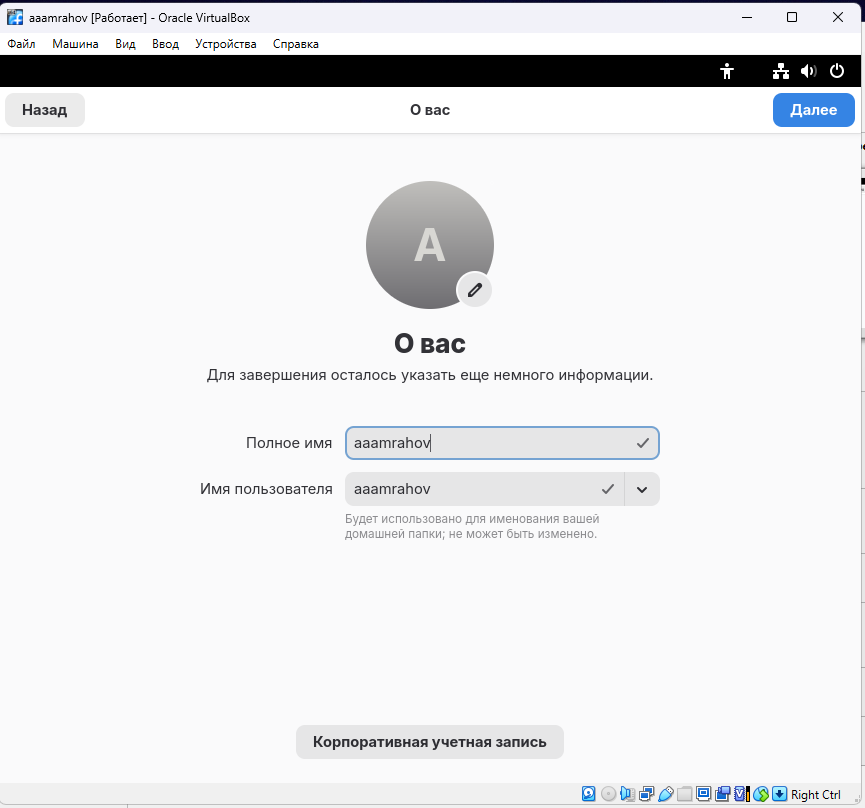 aaamrahov [Работает] - Oracle VirtualBox
Файл Машина Вид Ввод Устройства Справка
Назад О вас Далее
A
О вас
Для завершения осталось указать еще немного информации.
Полное имя aaamrahov
Имя пользователя aaamrahov
Будет использовано для именования вашей
домашней папки; не может быть изменено.
Корпоративная учетная запись
Right Ctrl